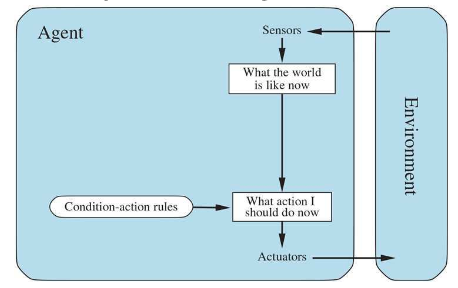 Agent
Sensors
What the world
is like now
Environment
Condition-action rules
What action I
should do now
Actuators